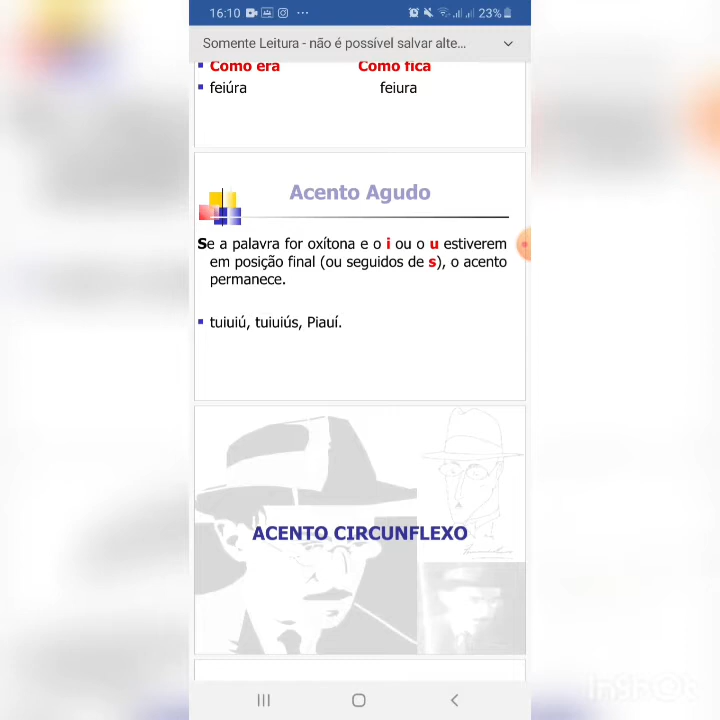 16:10 23%
Somente Leitura - não é possível salvar alte...
Como era Como fica
feiúra feiura
Acento Agudo
Se a palavra for oxítona e o i ou o u estiverem
em posição final (ou seguidos de s), o acento
permanece.
tuiuiú, tuiuiús, Piauí.
ACENTO CIRCUNFLEXO
InShOt